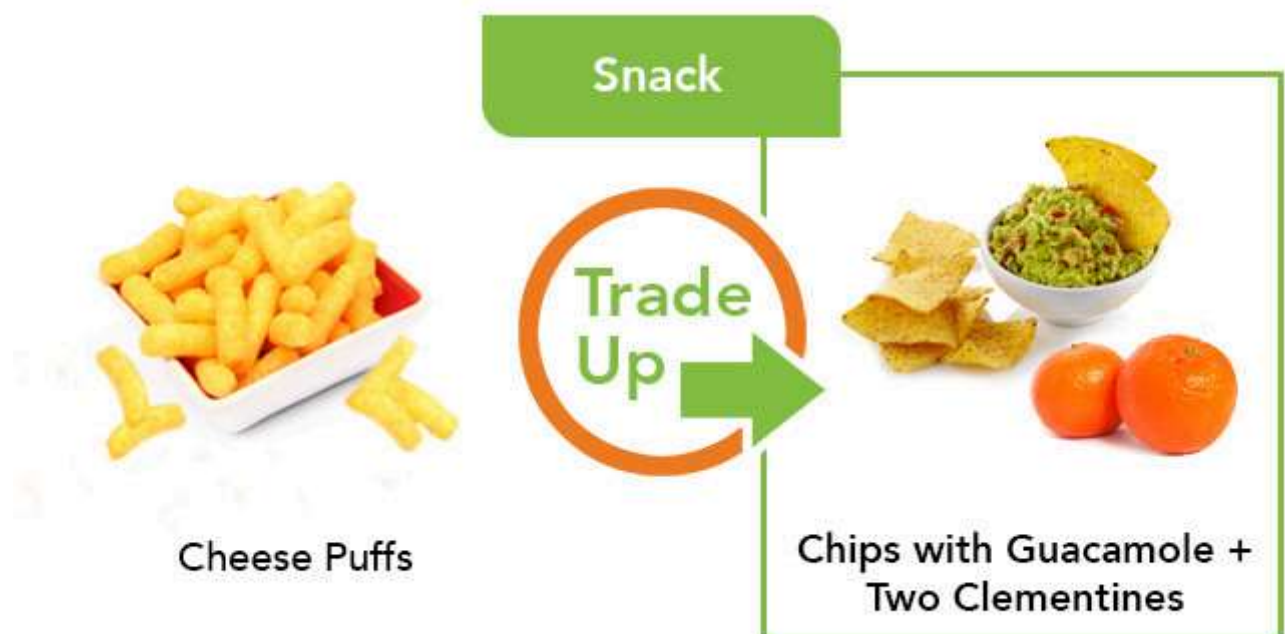 Snack
Trade
Up
Cheese Puffs
Chips with Guacamole +
Two Clementines